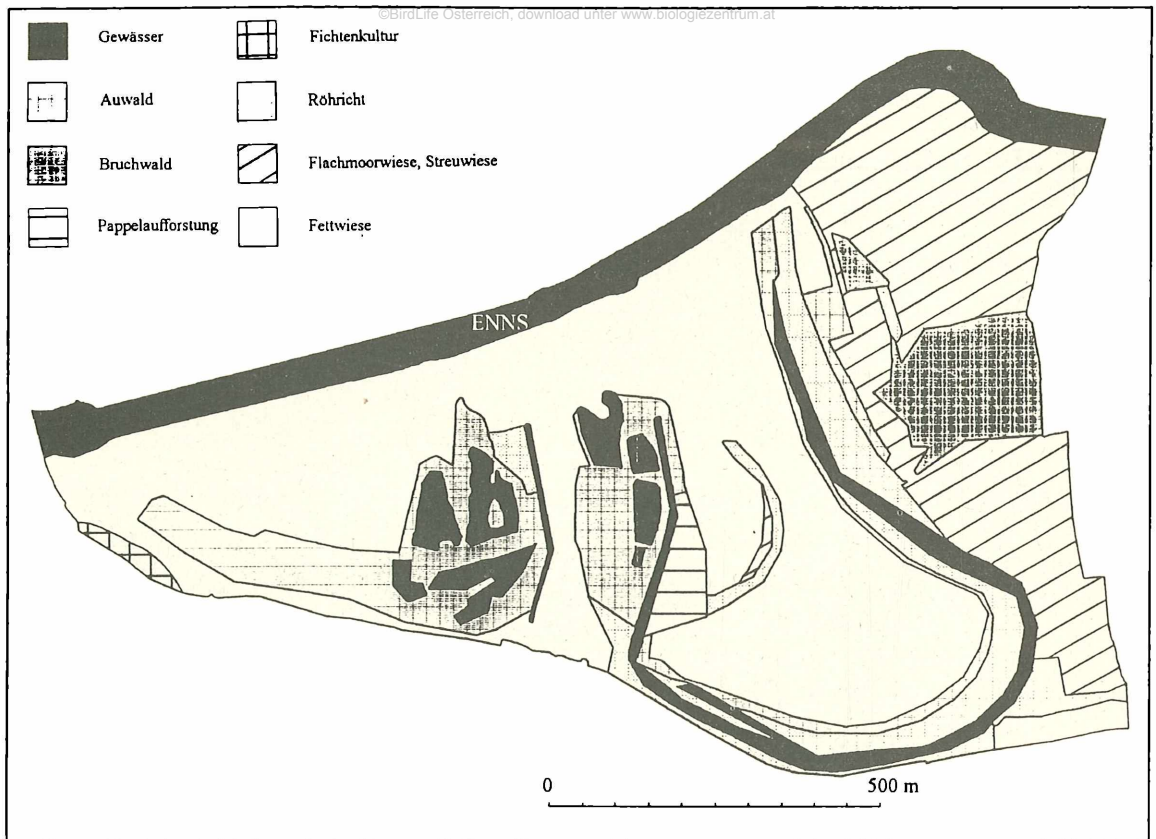 ©BirdLife Österreich, download unter www.biologiezentrum.at
Gewässer
Fichtenkultur
Auwald
Röhricht
Bruchwald
Flachmoorwiese, Streuwiese
Pappelaufforstung
Fettwiese
ENNS
0
500 m